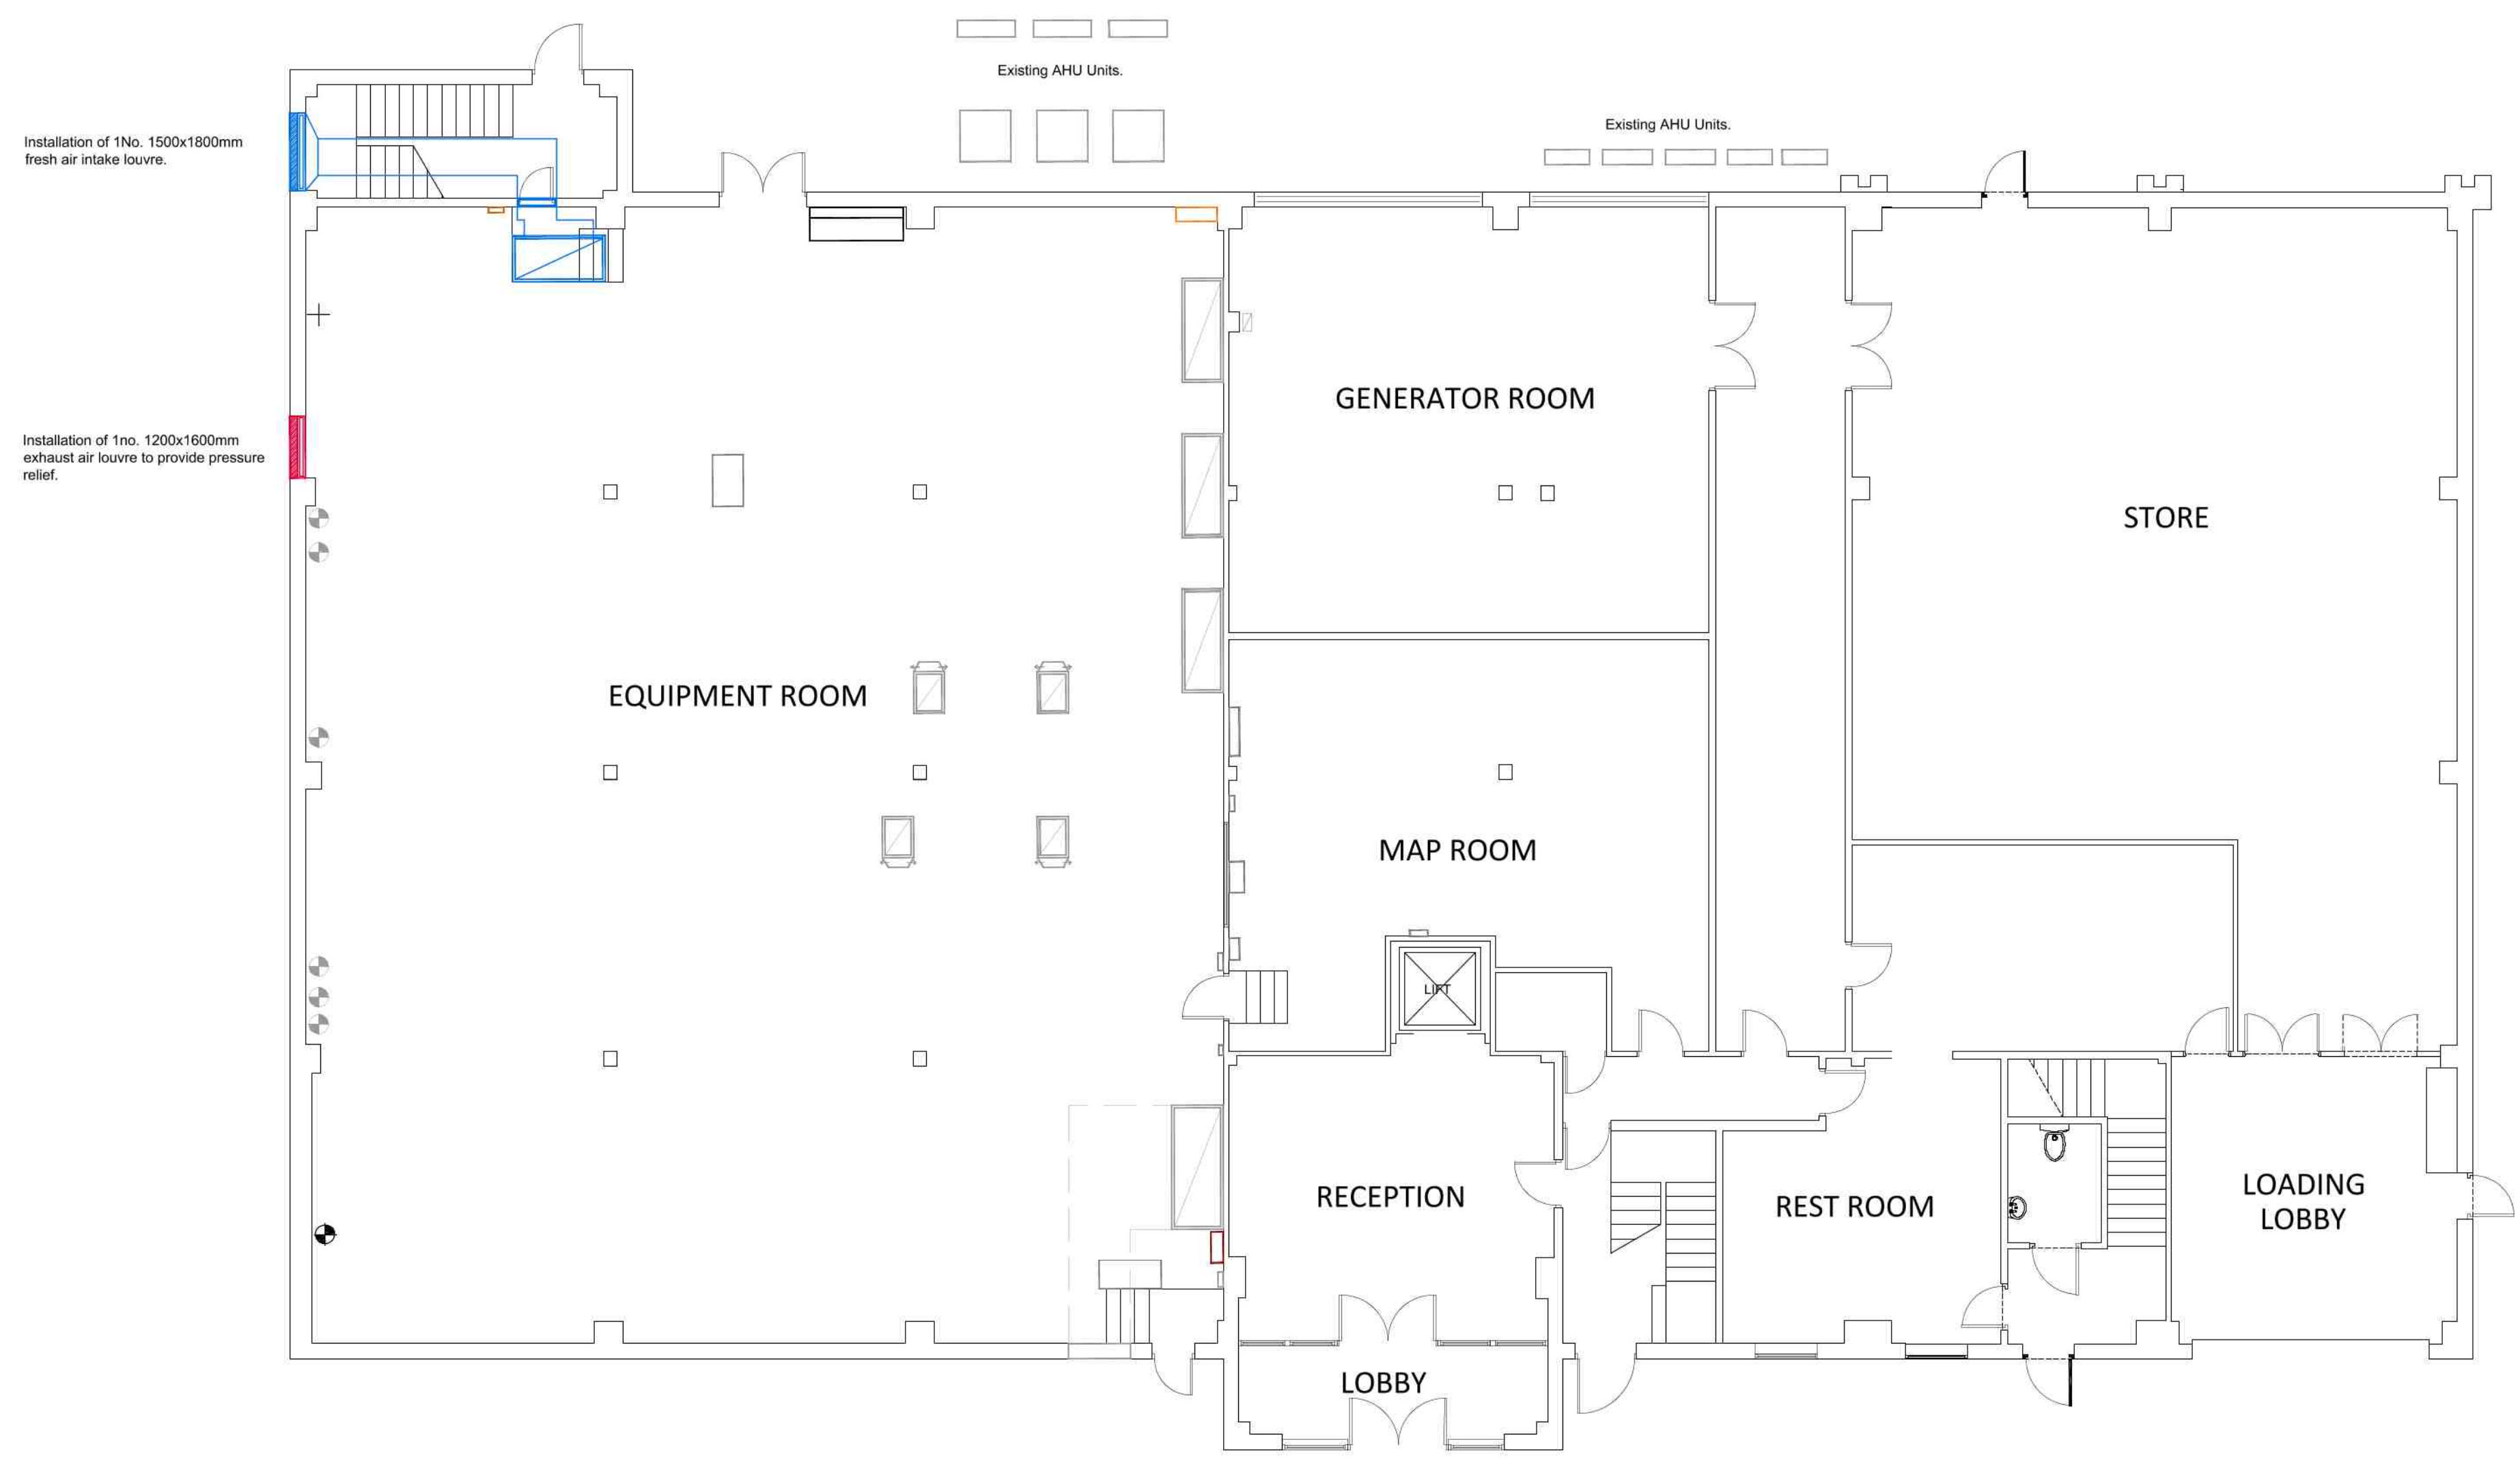 Existing AHU Units.
Existing AHU Units.
Installation of 1No. 1500x1800mm
fresh air intake louvre.
GENERATOR ROOM
Installation of 1no. 1200x1600mm
exhaust air louvre to provide pressure
relief.
STORE
EQUIPMENT ROOM
MAP ROOM
LIFT
RECEPTION
REST ROOM
LOADING
LOBBY
LOBBY